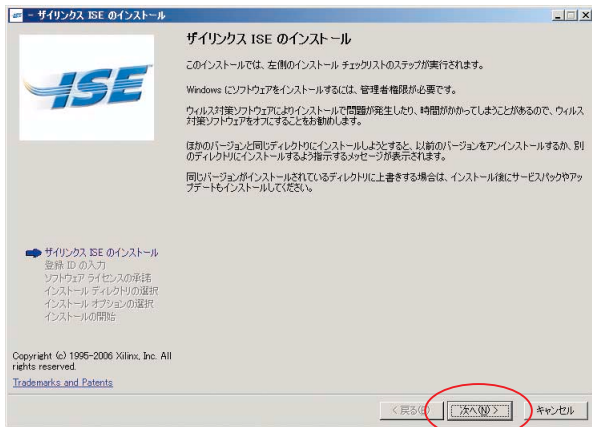 - ザイリンクス ISE のインストール
ISE
ザイリンクス ISE のインストール
このインストールでは、左側のインストール チェックリストのステップが実行されます。
Windows にソフトウェアをインストールするには、管理者権限が必要です。
ウィルス対策ソフトウェアによりインストールで問題が発生したり、時間がかかってしまうことがあるので、ウィルス
対策ソフトウェアをオフにすることをお勧めします。
ほかのバージョンと同じディレクトリにインストールしようとすると、以前のバージョンをアンインストールするか、別
のディレクトリにインストールするよう指示するメッセージが表示されます。
同じバージョンがインストールされているディレクトリに上書きする場合は、インストール後にサービスパックやアッ
プデートもインストールしてください。
ザイリンクス ISE のインストール
登録 ID の入力
ソフトウェア ライセンスの承諾
インストール ディレクトリの選択
インストール オプションの選択
インストールの開始
Copyright (c) 1995-2006 Xilinx, Inc. All
rights reserved.
Trademarks and Patents
< 戻る(B) 次へ(N) > キャンセル